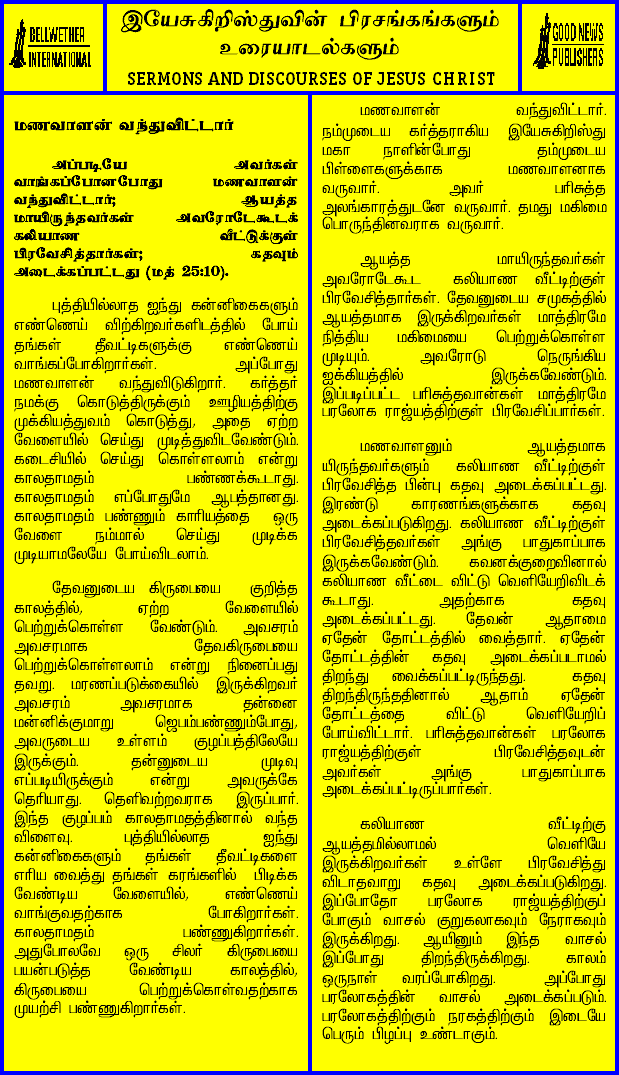 BELLWETHER
INTERNATIONAL
இயேசுகிறிஸ்துவின் பிரசங்கங்களும்
உரையாடல்களும்
SERMONS AND DISCOURSES OF JESUS CHRIST
GOOD NEWS
PUBLISHERS
மணவாளன் வந்துவிட்டார்
அப்படியே அவர்கள்
வாங்கப்போனபோது மணவாளன்
வந்துவிட்டார்; ஆயத்த
மாயிருந்தவர்கள் அவரோடேகூடக்
கலியாண வீட்டுக்குள்
பிரவேசித்தார்கள்; கதவும்
அடைக்கப்பட்டது (மத் 25:10).
புத்தியில்லாத ஐந்து கன்னிகைகளும்
எண்ணெய் விற்கிறவர்களிடத்தில் போய்
தங்கள் தீவட்டிகளுக்கு எண்ணெய்
வாங்கப்போகிறார்கள். அப்போது
மணவாளன் வந்துவிடுகிறார். கர்த்தர்
நமக்கு கொடுத்திருக்கும் ஊழியத்திற்கு
முக்கியத்துவம் கொடுத்து, அதை ஏற்ற
வேளையில் செய்து முடித்துவிடவேண்டும்.
கடைசியில் செய்து கொள்ளலாம் என்று
காலதாமதம் பண்ணக்கூடாது.
காலதாமதம் எப்போதுமே ஆபத்தானது.
காலதாமதம் பண்ணும் காரியத்தை ஒரு
வேளை நம்மால் செய்து முடிக்க
முடியாமலேயே போய்விடலாம்.
தேவனுடைய கிருபையை குறித்த
காலத்தில், ஏற்ற வேளையில்
பெற்றுக்கொள்ள வேண்டும். அவசரம்
அவசரமாக தேவகிருபையை
பெற்றுக்கொள்ளலாம் என்று நினைப்பது
தவறு. மரணப்படுக்கையில் இருக்கிறவர்
அவசரம் அவசரமாக தன்னை
மன்னிக்குமாறு ஜெபம்பண்ணும்போது,
அவருடைய உள்ளம் குழப்பத்திலேயே
இருக்கும். தன்னுடைய முடிவு
எப்படியிருக்கும் என்று அவருக்கே
தெரியாது. தெளிவற்றவராக இருப்பார்.
இந்த குழப்பம் காலதாமதத்தினால் வந்த
விளைவு. புத்தியில்லாத ஐந்து
கன்னிகைகளும் தங்கள் தீவட்டிகளை
எரிய வைத்து தங்கள் கரங்களில் பிடிக்க
வேண்டிய வேளையில், எண்ணெய்
வாங்குவதற்காக போகிறார்கள்.
காலதாமதம் பண்ணுகிறார்கள்.
அதுபோலவே ஒரு சிலர் கிருபையை
பயன்படுத்த வேண்டிய காலத்தில்,
கிருபையை பெற்றுக்கொள்வதற்காக
முயற்சி பண்ணுகிறார்கள்.
மணவாளன் வந்துவிட்டார்.
நம்முடைய கர்த்தராகிய இயேசுகிறிஸ்து
மகா நாளின்போது தம்முடைய
பிள்ளைகளுக்காக மணவாளனாக
வருவார். அவர் பரிசுத்த
அலங்காரத்துடனே வருவார். தமது மகிமை
பொருந்தினவராக வருவார்.
ஆயத்த மாயிருந்தவர்கள்
அவரோடேகூட கலியாண வீட்டிற்குள்
பிரவேசித்தார்கள். தேவனுடைய சமுகத்தில்
ஆயத்தமாக இருக்கிறவர்கள் மாத்திரமே
நித்திய மகிமையை பெற்றுக்கொள்ள
முடியும். அவரோடு நெருங்கிய
ஐக்கியத்தில் இருக்கவேண்டும்.
இப்படிப்பட்ட பரிசுத்தவான்கள் மாத்திரமே
பரலோக ராஜ்யத்திற்குள் பிரவேசிப்பார்கள்.
மணவாளனும் ஆயத்தமாக
யிருந்தவர்களும் கலியாண வீட்டிற்குள்
பிரவேசித்த பின்பு கதவு அடைக்கப்பட்டது.
இரண்டு காரணங்களுக்காக கதவு
அடைக்கப்படுகிறது. கலியாண வீட்டிற்குள்
பிரவேசித்தவர்கள் அங்கு பாதுகாப்பாக
இருக்கவேண்டும். கவனக்குறைவினால்
கலியாண வீட்டை விட்டு வெளியேறிவிடக்
கூடாது. அதற்காக கதவு
அடைக்கப்பட்டது. தேவன் ஆதாமை
ஏதேன் தோட்டத்தில் வைத்தார். ஏதேன்
தோட்டத்தின் கதவு அடைக்கப்படாமல்
திறந்து வைக்கப்பட்டிருந்தது. கதவு
திறந்திருந்ததினால் ஆதாம் ஏதேன்
தோட்டத்தை விட்டு வெளியேறிப்
போய்விட்டார். பரிசுத்தவான்கள் பரலோக
ராஜ்யத்திற்குள் பிரவேசித்தவுடன்
அவர்கள் அங்கு பாதுகாப்பாக
அடைக்கப்பட்டிருப்பார்கள்.
கலியாண வீட்டிற்கு
ஆயத்தமில்லாமல் வெளியே
இருக்கிறவர்கள் உள்ளே பிரவேசித்து
விடாதவாறு கதவு அடைக்கப்படுகிறது.
இப்போதோ பரலோக ராஜ்யத்திற்குப்
போகும் வாசல் குறுகலாகவும் நேராகவும்
இருக்கிறது. ஆயினும் இந்த வாசல்
இப்போது திறந்திருக்கிறது. காலம்
ஒருநாள் வரப்போகிறது. அப்போது
பரலோகத்தின் வாசல் அடைக்கப்படும்.
பரலோகத்திற்கும் நரகத்திற்கும் இடையே
பெரும் பிழப்பு உண்டாகும்.